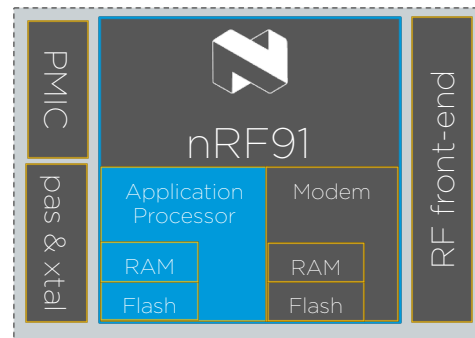 PMIC
pas & xtal
nRF91
Application
Processor
RAM
Flash
Modem
RAM
Flash
RF front-end